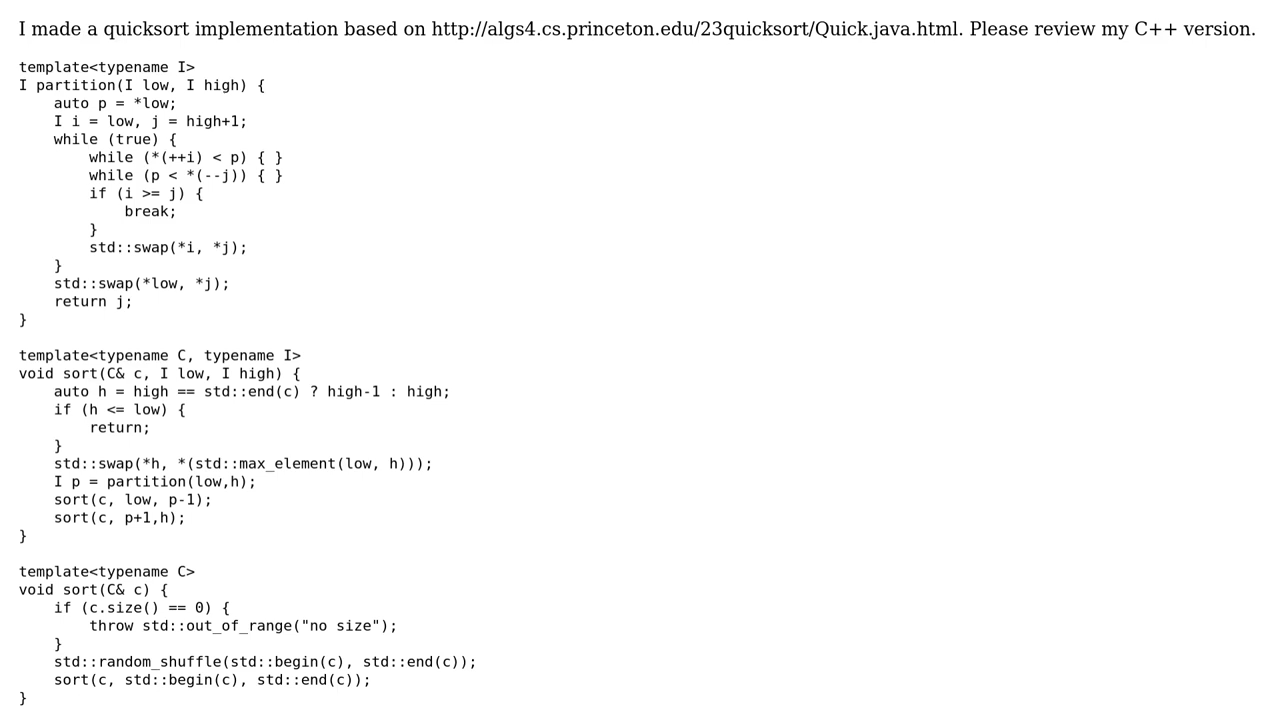 I made a quicksort implementation based on http://algs4.cs.princeton.edu/23quicksort/Quick.java.html. Please review my C++ version.
template<typename I>
I partition(I low, I high) {
    auto p = *low;
    I i = low, j = high+1;
    while (true) {
        while (*(++i) < p) { }
        while (p < *(--j)) { }
        if (i >= j) {
            break;
        }
        std::swap(*i, *j);
    }
    std::swap(*low, *j);
    return j;
}
template<typename C, typename I>
void sort(C& c, I low, I high) {
    auto h = high == std::end(c) ? high-1 : high;
    if (h <= low) {
        return;
    }
    std::swap(*h, *(std::max_element(low, h)));
    I p = partition(low,h);
    sort(c, low, p-1);
    sort(c, p+1,h);
}
template<typename C>
void sort(C& c) {
    if (c.size() == 0) {
        throw std::out_of_range("no size");
    }
    std::random_shuffle(std::begin(c), std::end(c));
    sort(c, std::begin(c), std::end(c));
}